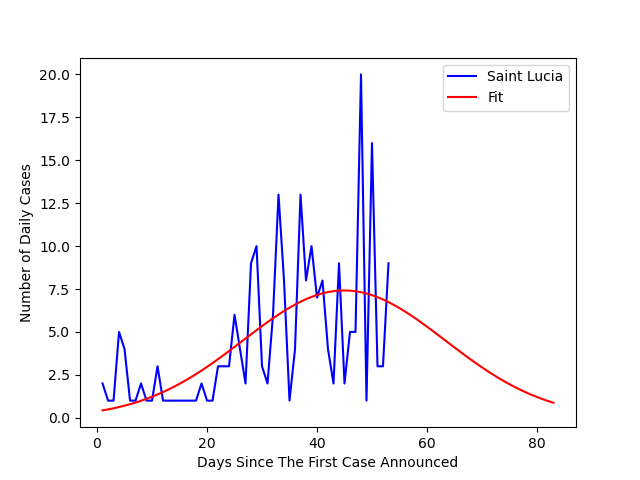 Saint Lucia
Fit
20.0
17.5
15.0
12.5
10.0
7.5
5.0
2.5
0.0
Number of Daily Cases
0 20 40 60 80
Days Since The First Case Announced